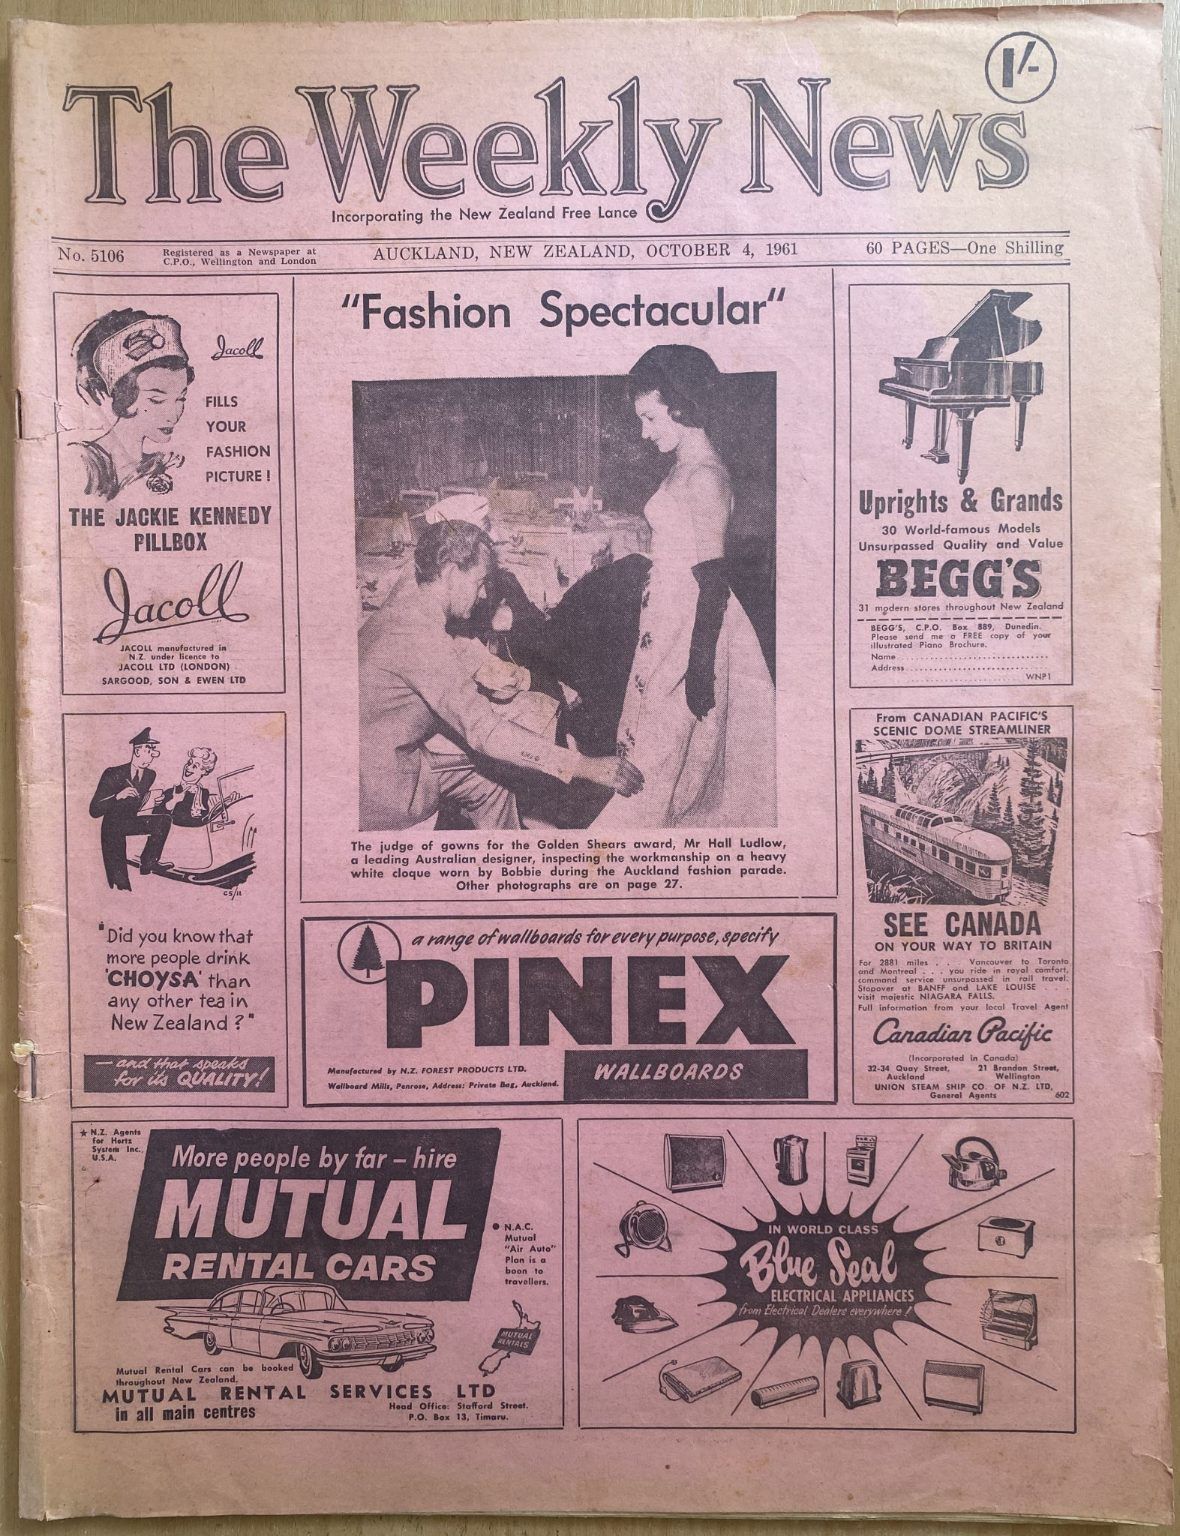 1/-
The Weekly News
Incorporating the New Zealand Free Lance
No. 5106
Registered as a Newspaper at
C.P.O., Wellington and London
AUCKLAND, NEW ZEALAND, OCTOBER 4, 1961
60 PAGES—One Shilling
Jacoll
FILLS
YOUR
FASHION
PICTURE!
THE JACKIE KENNEDY
PILLBOX
Jacoll
JACOLL manufactured in
N.Z. under licence to
JACOLL LTD (LONDON)
SARGOOD, SON & EWEN LTD
"Fashion Spectacular"
The judge of gowns for the Golden Shears award, Mr Hall Ludlow,
a leading Australian designer, inspecting the workmanship on a heavy
white cloque worn by Bobbie during the Auckland fashion parade.
Other photographs are on page 27.
Uprights & Grands
30 World-famous Models
Unsurpassed Quality and Value
BEGG'S
31 modern stores throughout New Zealand
BEGG'S, C.P.O. Box 889, Dunedin.
Please send me a FREE copy of your
illustrated Piano Brochure.
Name
Address
WNP1
"Did you know that
more people drink
'CHOYSA' than
any other tea in
New Zealand?"
— and that speaks
for its QUALITY!
a range of wallboards for every purpose, specify
PINEX
WALLBOARDS
Manufactured by N.Z. FOREST PRODUCTS LTD.
Wallboard Mills, Penrose, Address: Private Bag, Auckland.
From CANADIAN PACIFIC'S
SCENIC DOME STREAMLINER
SEE CANADA
ON YOUR WAY TO BRITAIN
For 2881 miles . . . Vancouver to Toronto
and Montreal . . . you ride in royal comfort,
command service unsurpassed in rail travel.
Stopover at BANFF and LAKE LOUISE . . .
visit majestic NIAGARA FALLS.
Full information from your local Travel Agent
Canadian Pacific
(Incorporated in Canada)
32-34 Quay Street, 21 Brandon Street,
Auckland Wellington
UNION STEAM SHIP CO. OF N.Z. LTD,
General Agents 602
★ N.Z. Agents
for Hertz
System Inc.,
U.S.A.
More people by far – hire
MUTUAL
RENTAL CARS
● N.A.C.
Mutual
"Air Auto"
Plan is a
boon to
travellers.
MUTUAL
RENTALS
Mutual Rental Cars can be booked
throughout New Zealand.
MUTUAL RENTAL SERVICES LTD
in all main centres
Head Office: Stafford Street.
P.O. Box 13, Timaru.
IN WORLD CLASS
Blue Seal
ELECTRICAL APPLIANCES
from Electrical Dealers everywhere!